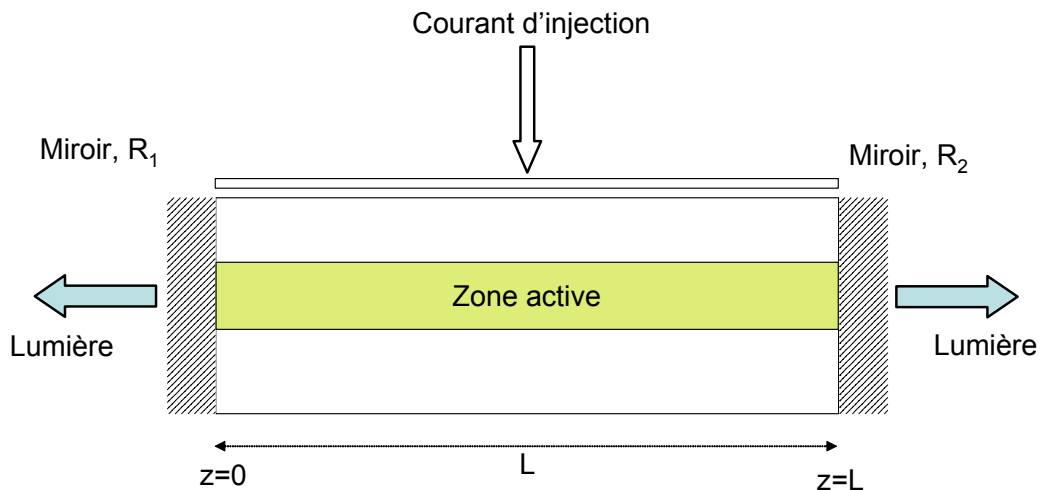 Courant d’injection
Miroir, R₁
Miroir, R₂
Zone active
Lumière
Lumière
z=0
L
z=L